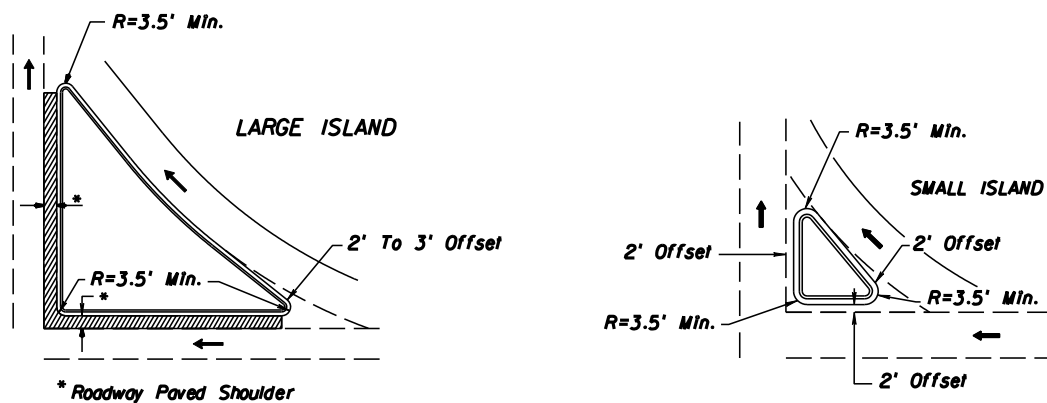 R=3.5' Min.
LARGE ISLAND
*
2' To 3' Offset
R=3.5' Min.
*
* Roadway Paved Shoulder
R=3.5' Min.
SMALL ISLAND
2' Offset
2' Offset
R=3.5' Min.
R=3.5' Min.
2' Offset